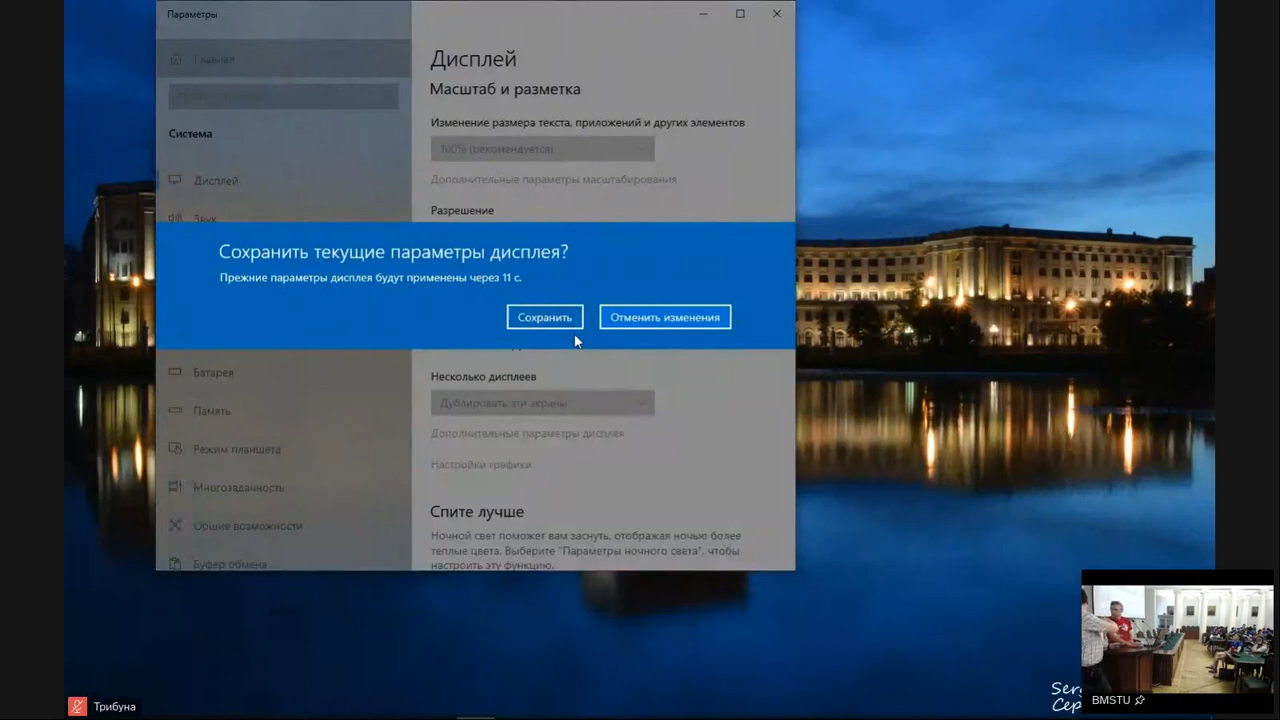 Параметры
Главная
Система
Дисплей
Звук
Батарея
Память
Режим планшета
Многозадачность
Общие возможности
Буфер обмена
Дисплей
Масштаб и разметка
Изменение размера текста, приложений и других элементов
100% (рекомендуется)
Дополнительные параметры масштабирования
Разрешение
Сохранить текущие параметры дисплея?
Прежние параметры дисплея будут применены через 11 с.
Сохранить
Отменить изменения
Несколько дисплеев
Дублировать эти экраны
Дополнительные параметры дисплея
Настройки графики
Спите лучше
Ночной свет поможет вам заснуть, отображая ночью более
теплые цвета. Выберите "Параметры ночного света", чтобы
настроить эту функцию.
Трибуна
BMSTU